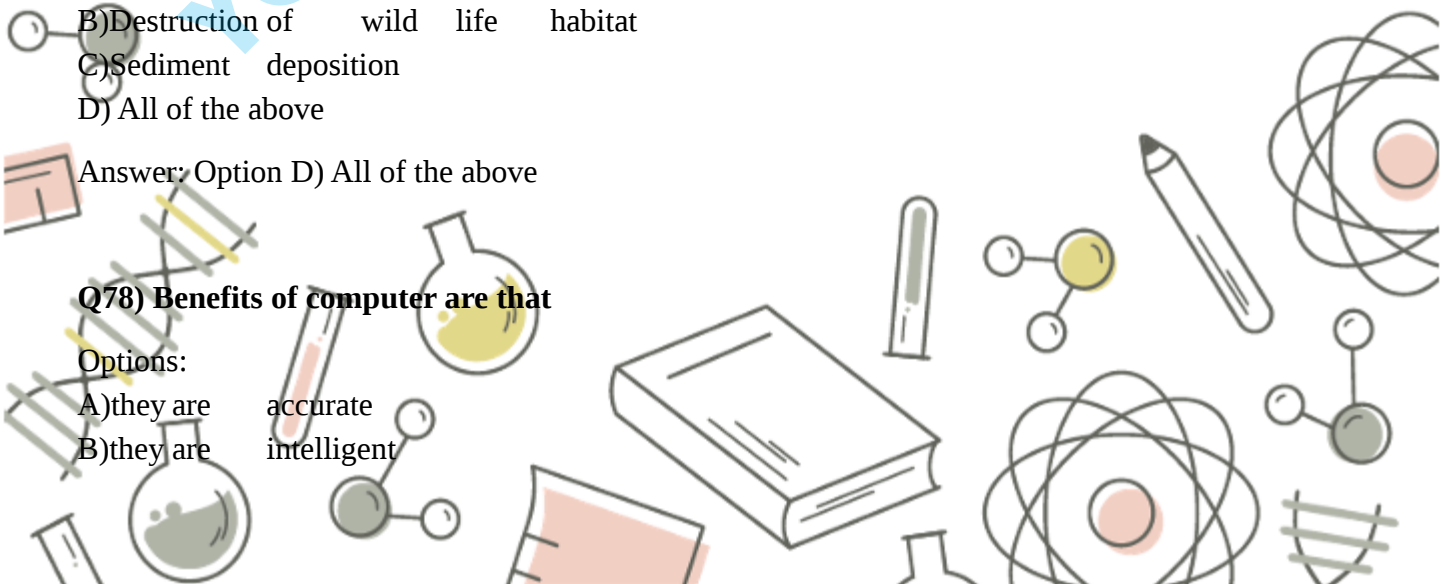 B)Destruction of wild life habitat
C)Sediment deposition
D) All of the above
Answer: Option D) All of the above
Q78) Benefits of computer are that
Options:
A)they are accurate
B)they are intelligent